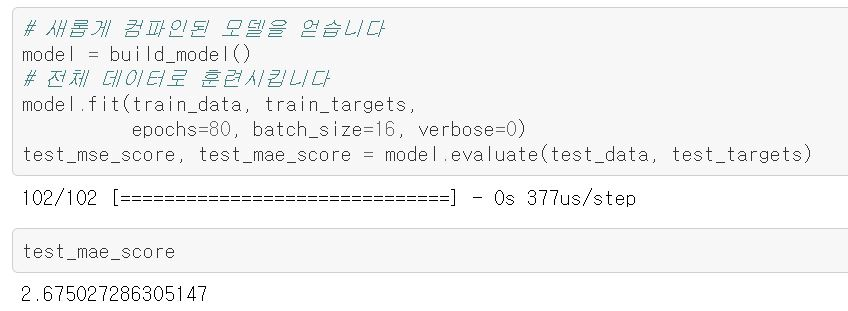 # 새롭게 컴파인된 모델을 얻습니다
model = build_model()
# 전체 데이터로 훈련시킵니다
model.fit(train_data, train_targets,
epochs=80, batch_size=16, verbose=0)
test_mse_score, test_mae_score = model.evaluate(test_data, test_targets)
102/102 [==============================] - 0s 377us/step
test_mae_score
2.675027286305147